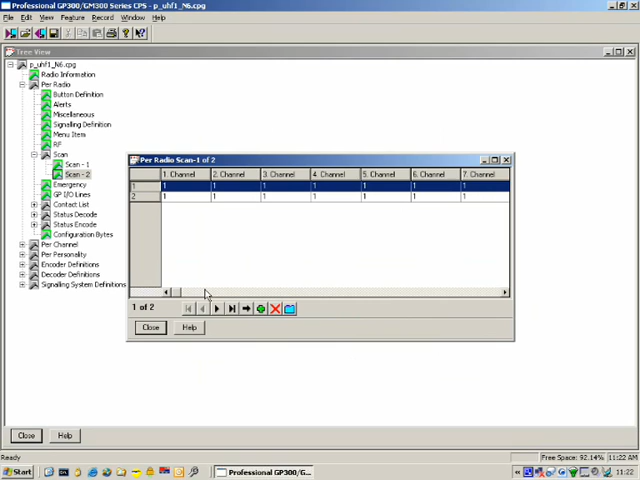 Professional GP300/GM300 Series CPS - p_uhf1_N6.cpg
File Edit View Feature Record Window Help
Tree View
p_uhf1_N6.cpg
Radio Information
Per Radio
Button Definition
Alerts
Miscellaneous
Signalling Definition
Menu Item
RF
Scan
Scan - 1
Scan - 2
Emergency
GP I/O Lines
Contact List
Status Decode
Status Encode
Configuration Bytes
Per Channel
Per Personality
Encoder Definitions
Decoder Definitions
Signalling System Definitions
Per Radio Scan-1 of 2
1. Channel 2. Channel 3. Channel 4. Channel 5. Channel 6. Channel 7. Channel
1 1 1 1 1 1 1 1
2 1 1 1 1 1 1 1
1 of 2
Close Help
Close Help
Ready Free Space: 92.14% 11:22 AM
Start Professional GP300/G... 11:22